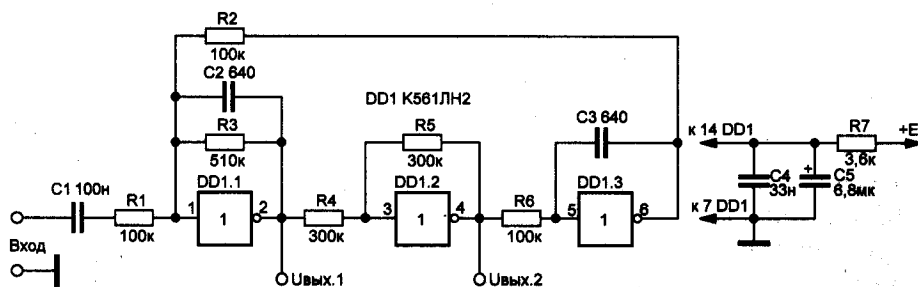 R2
100к
C2 640
DD1 К561ЛН2
R3
510к
R5
300к
C3 640
к 14 DD1
R7
+E
3,6к
C4
33н
+
C5
6,8мк
к 7 DD1
C1 100н
R1
100к
DD1.1
1
1
2
R4
300к
DD1.2
3
1
4
R6
100к
DD1.3
5
1
6
Вход
Uвых.1
Uвых.2